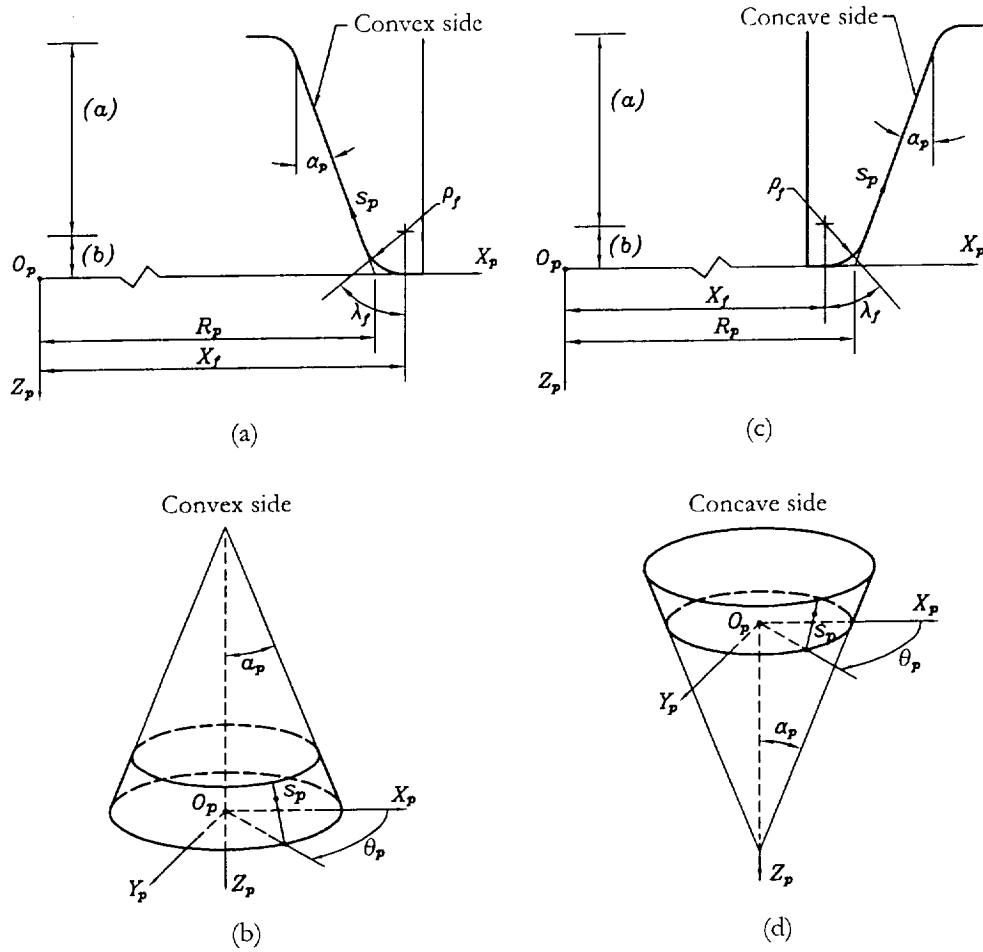 Convex side
(a)
α_p
s_p
ρ_f
(b)
O_p
X_p
λ_f
R_p
X_f
Z_p
(a)
Concave side
(a)
α_p
ρ_f
s_p
(b)
O_p
X_p
X_f
λ_f
R_p
Z_p
(c)
Convex side
α_p
s_p
O_p
X_p
θ_p
Y_p
Z_p
(b)
Concave side
X_p
O_p
s_p
θ_p
Y_p
α_p
Z_p
(d)